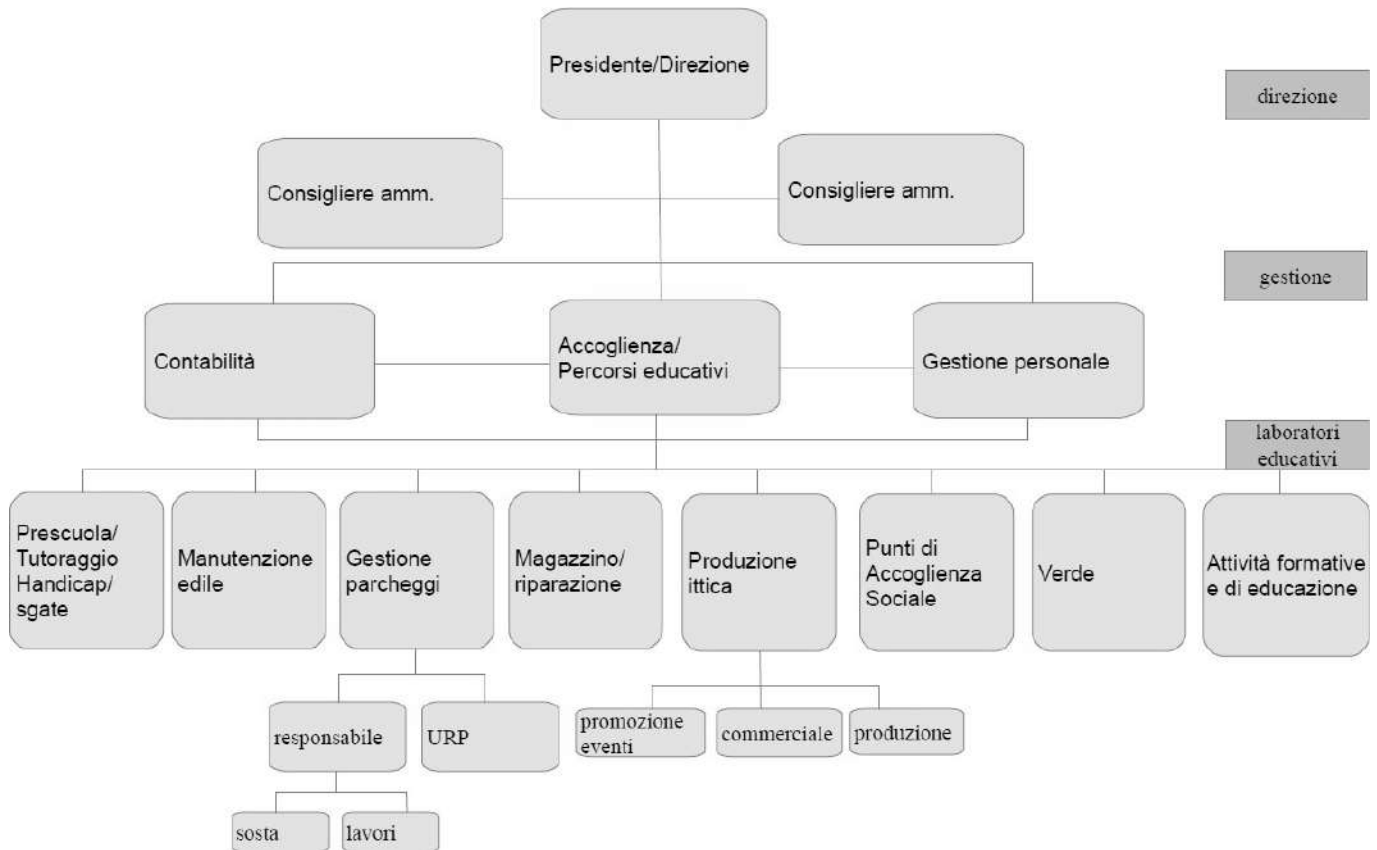 Presidente/Direzione
direzione
Consigliere amm.
Consigliere amm.
gestione
Contabilità
Accoglienza/
Percorsi educativi
Gestione personale
laboratori
educativi
Prescuola/
Tutoraggio
Handicap/
sgate
Manutenzione
edile
Gestione
parcheggi
Magazzino/
riparazione
Produzione
ittica
Punti di
Accoglienza
Sociale
Verde
Attività formative
e di educazione
responsabile
URP
promozione
eventi
commerciale
produzione
sosta
lavori